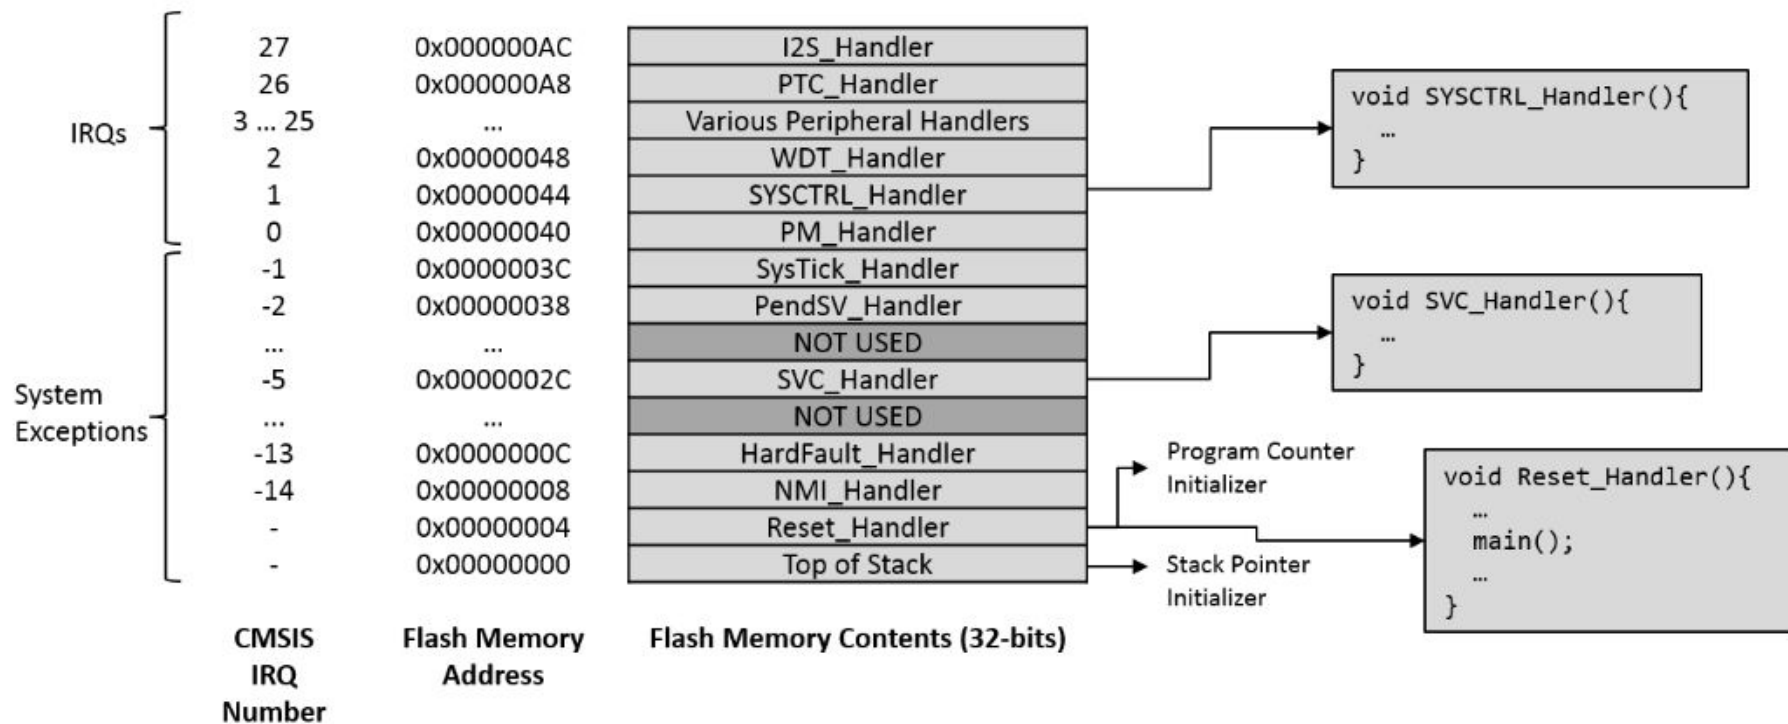 27 0x000000AC I2S_Handler
26 0x000000A8 PTC_Handler
3 … 25 … Various Peripheral Handlers
2 0x00000048 WDT_Handler
1 0x00000044 SYSCTRL_Handler
0 0x00000040 PM_Handler
-1 0x0000003C SysTick_Handler
-2 0x00000038 PendSV_Handler
… … NOT USED
-5 0x0000002C SVC_Handler
… … NOT USED
-13 0x0000000C HardFault_Handler
-14 0x00000008 NMI_Handler
- 0x00000004 Reset_Handler
- 0x00000000 Top of Stack
IRQs
System
Exceptions
CMSIS
IRQ
Number
Flash Memory
Address
Flash Memory Contents (32-bits)
void SYSCTRL_Handler(){
…
}
void SVC_Handler(){
…
}
Program Counter
Initializer
Stack Pointer
Initializer
void Reset_Handler(){
…
main();
…
}